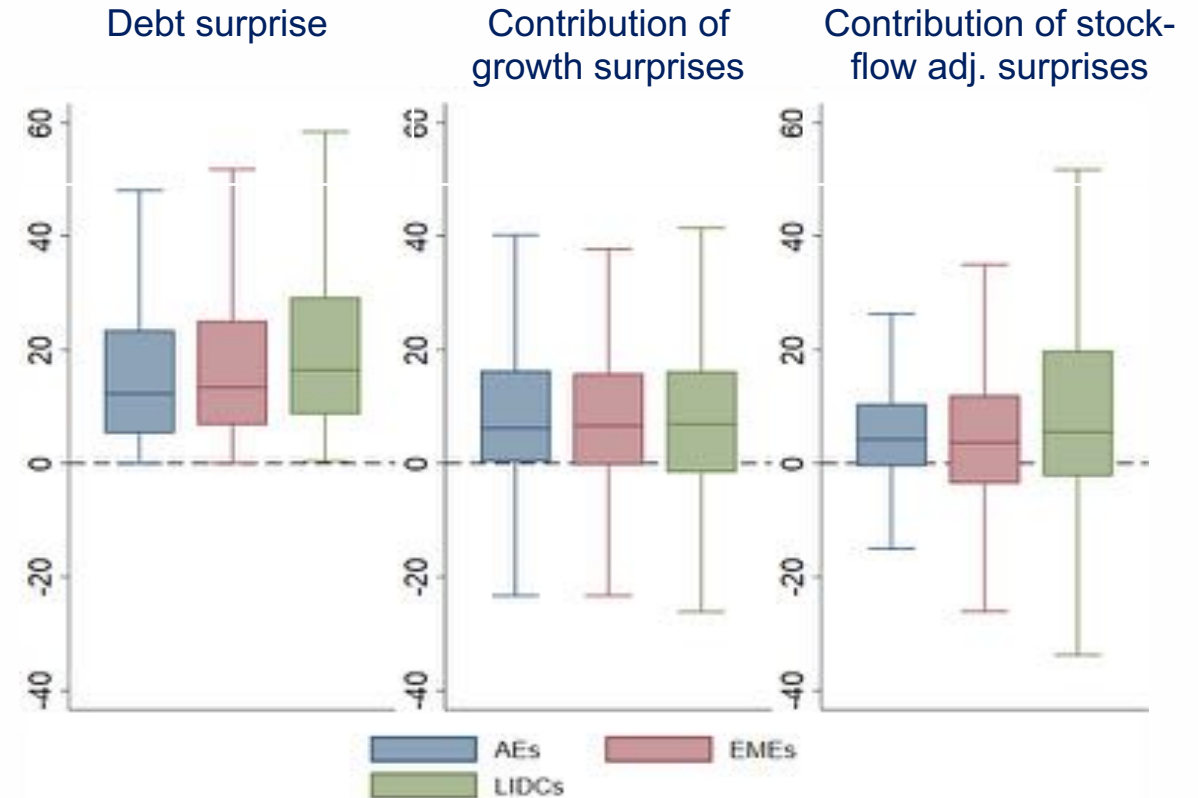 Debt surprise
Contribution of
growth surprises
Contribution of stock-
flow adj. surprises
60
40
20
0
-20
-40
60
40
20
0
-20
-40
60
40
20
0
-20
-40
AEs
EMEs
LIDCs